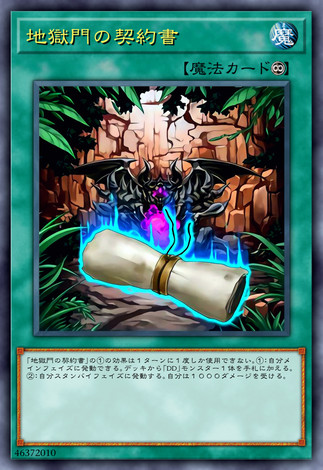 地獄門の契約書
魔
【魔法カード♾】
「地獄門の契約書」の①の効果は１ターンに１度しか使用できない。①：自分メ
インフェイズに発動できる。デッキから「DD」モンスター１体を手札に加える。
②：自分スタンバイフェイズに発動する。自分は１０００ダメージを受ける。
46372010